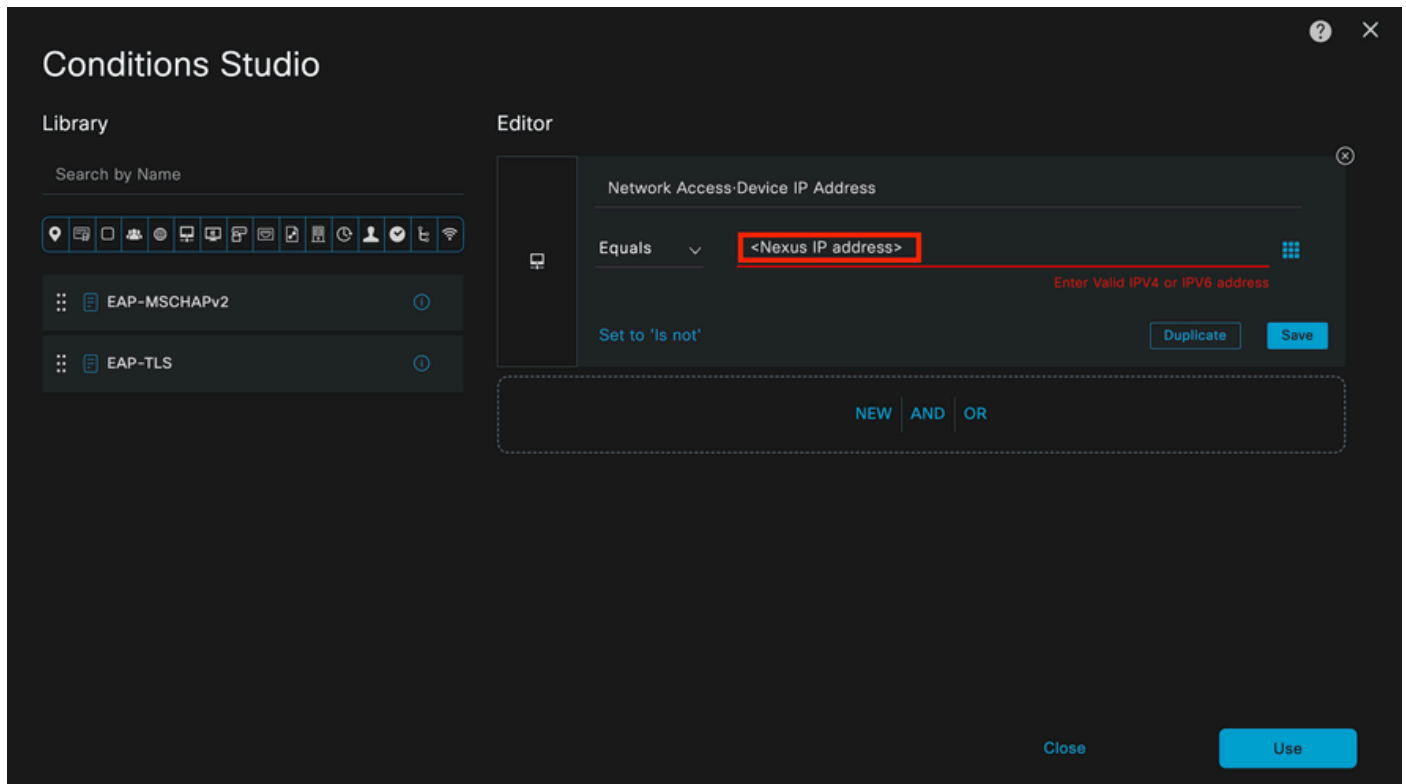 Conditions Studio
Library
Search by Name
EAP-MSCHAPv2
EAP-TLS
Editor
Network Access·Device IP Address
Equals
<Nexus IP address>
Enter Valid IPV4 or IPV6 address
Set to 'Is not'
Duplicate
Save
NEW AND OR
Close
Use